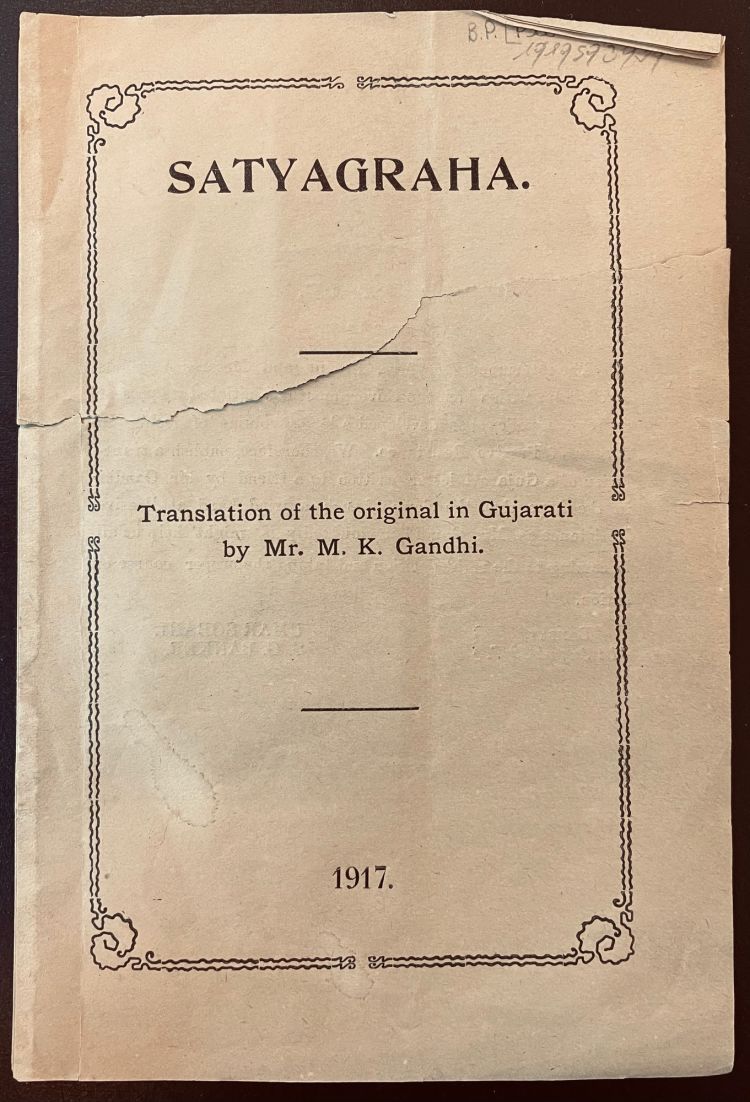 B.P.
SATYAGRAHA.
Translation of the original in Gujarati
by Mr. M. K. Gandhi.
1917.